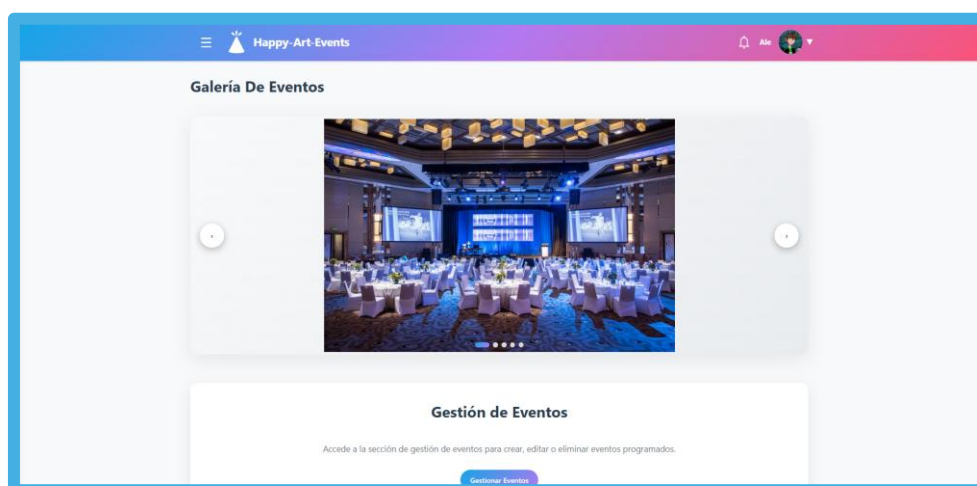 Happy-Art-Events
Ale
Galería De Eventos
Gestión de Eventos
Accede a la sección de gestión de eventos para crear, editar o eliminar eventos programados.
Gestionar Eventos